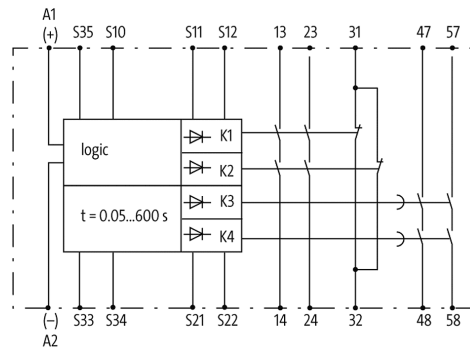 A1
(+) S35 S10 S11 S12 13 23 31 47 57
logic
K1
K2
t = 0.05...600 s
K3
K4
(–) S33 S34 S21 S22 14 24 32 48 58
A2